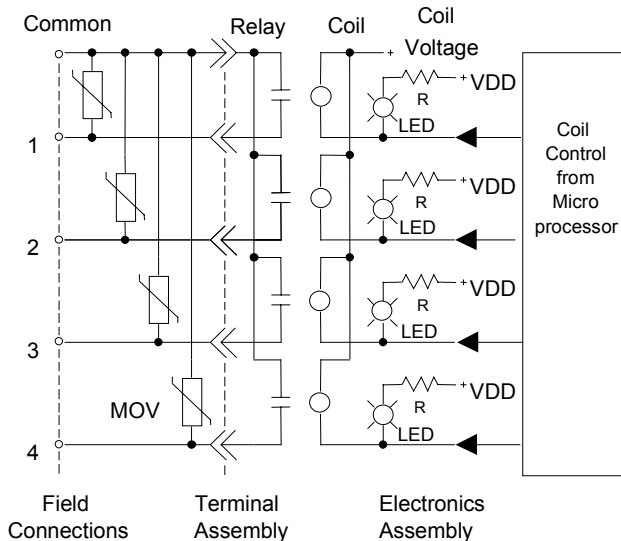 Common
Relay
Coil
Coil
Voltage
+
R
+VDD
LED
1
Coil
Control
from
Micro
processor
R
+VDD
LED
2
R
+VDD
LED
3
MOV
R
+VDD
LED
4
Field
Connections
Terminal
Assembly
Electronics
Assembly